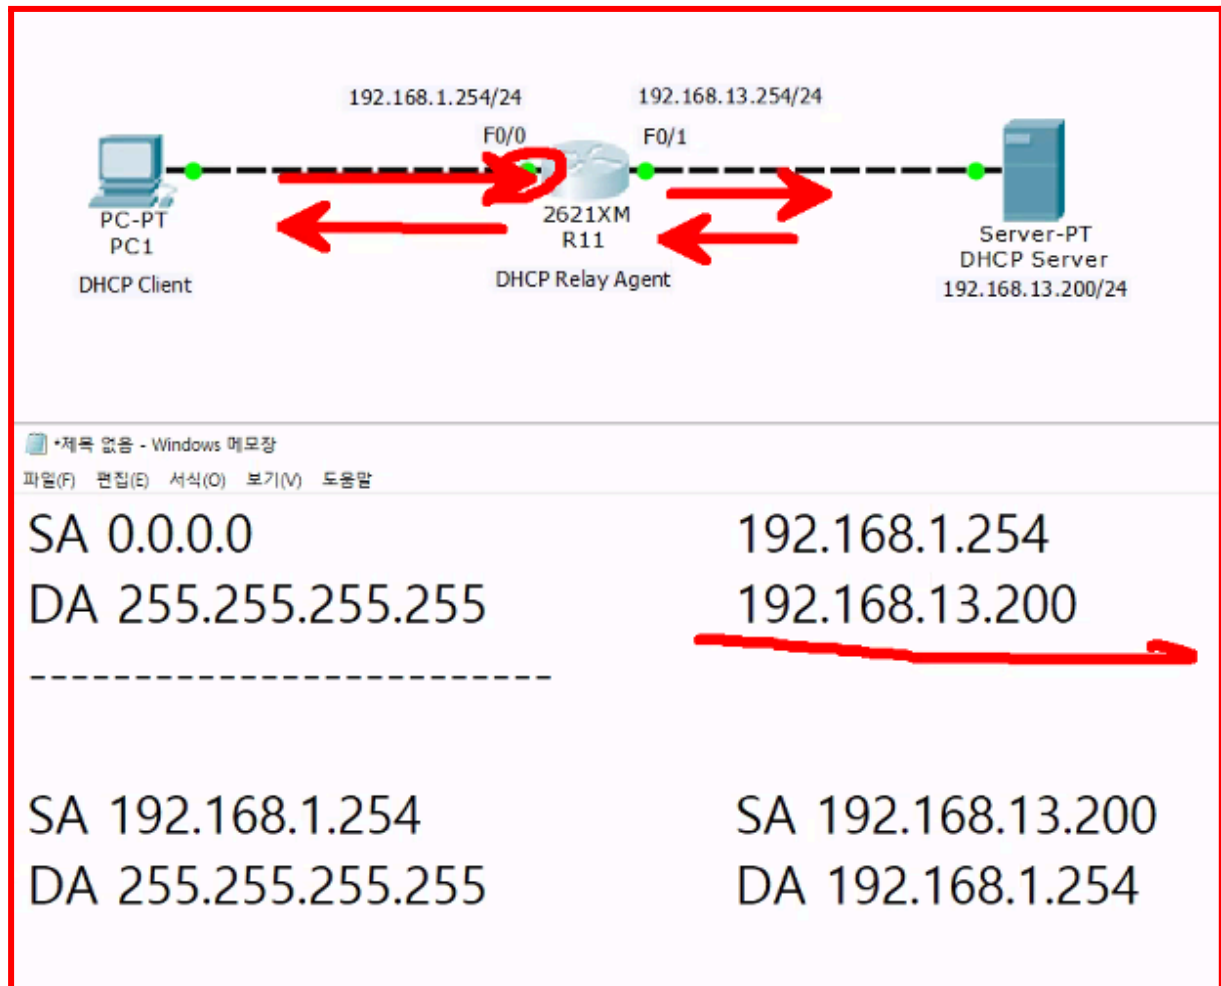 192.168.1.254/24 192.168.13.254/24
F0/0 F0/1
PC-PT
PC1
DHCP Client
2621XM
R11
DHCP Relay Agent
Server-PT
DHCP Server
192.168.13.200/24
*제목 없음 - Windows 메모장
파일(F) 편집(E) 서식(O) 보기(V) 도움말
SA 0.0.0.0 192.168.1.254
DA 255.255.255.255 192.168.13.200
-------------------------
SA 192.168.1.254 SA 192.168.13.200
DA 255.255.255.255 DA 192.168.1.254